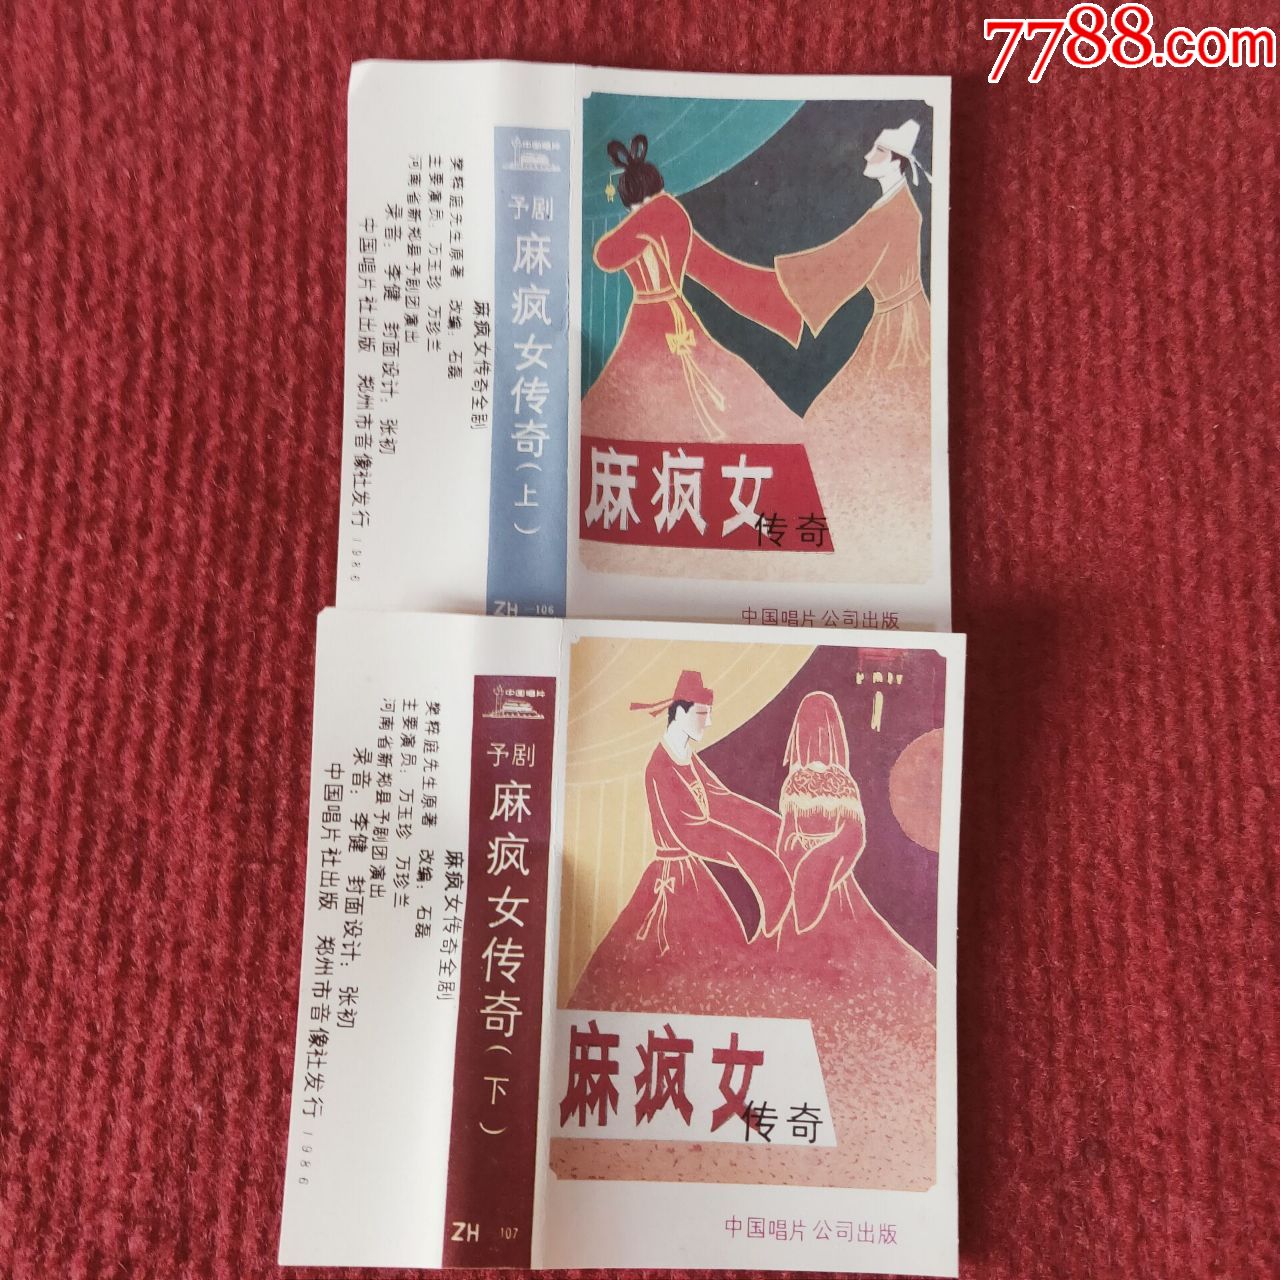 7788.com
麻疯女传奇全剧
樊粹庭先生原著 改编：石磊
主要演员：万玉珍 万珍兰
河南省新郑县予剧团演出
录音：李健 封面设计：张初
中国唱片社出版 郑州市音像社发行 1986
予剧 麻疯女传奇（上）
ZH—106
麻疯女
传奇
中国唱片公司出版
麻疯女传奇全剧
樊粹庭先生原著 改编：石磊
主要演员：万玉珍 万珍兰
河南省新郑县予剧团演出
录音：李健 封面设计：张初
中国唱片社出版 郑州市音像社发行 1986
予剧 麻疯女传奇（下）
ZH 107
麻疯女
传奇
中国唱片公司出版